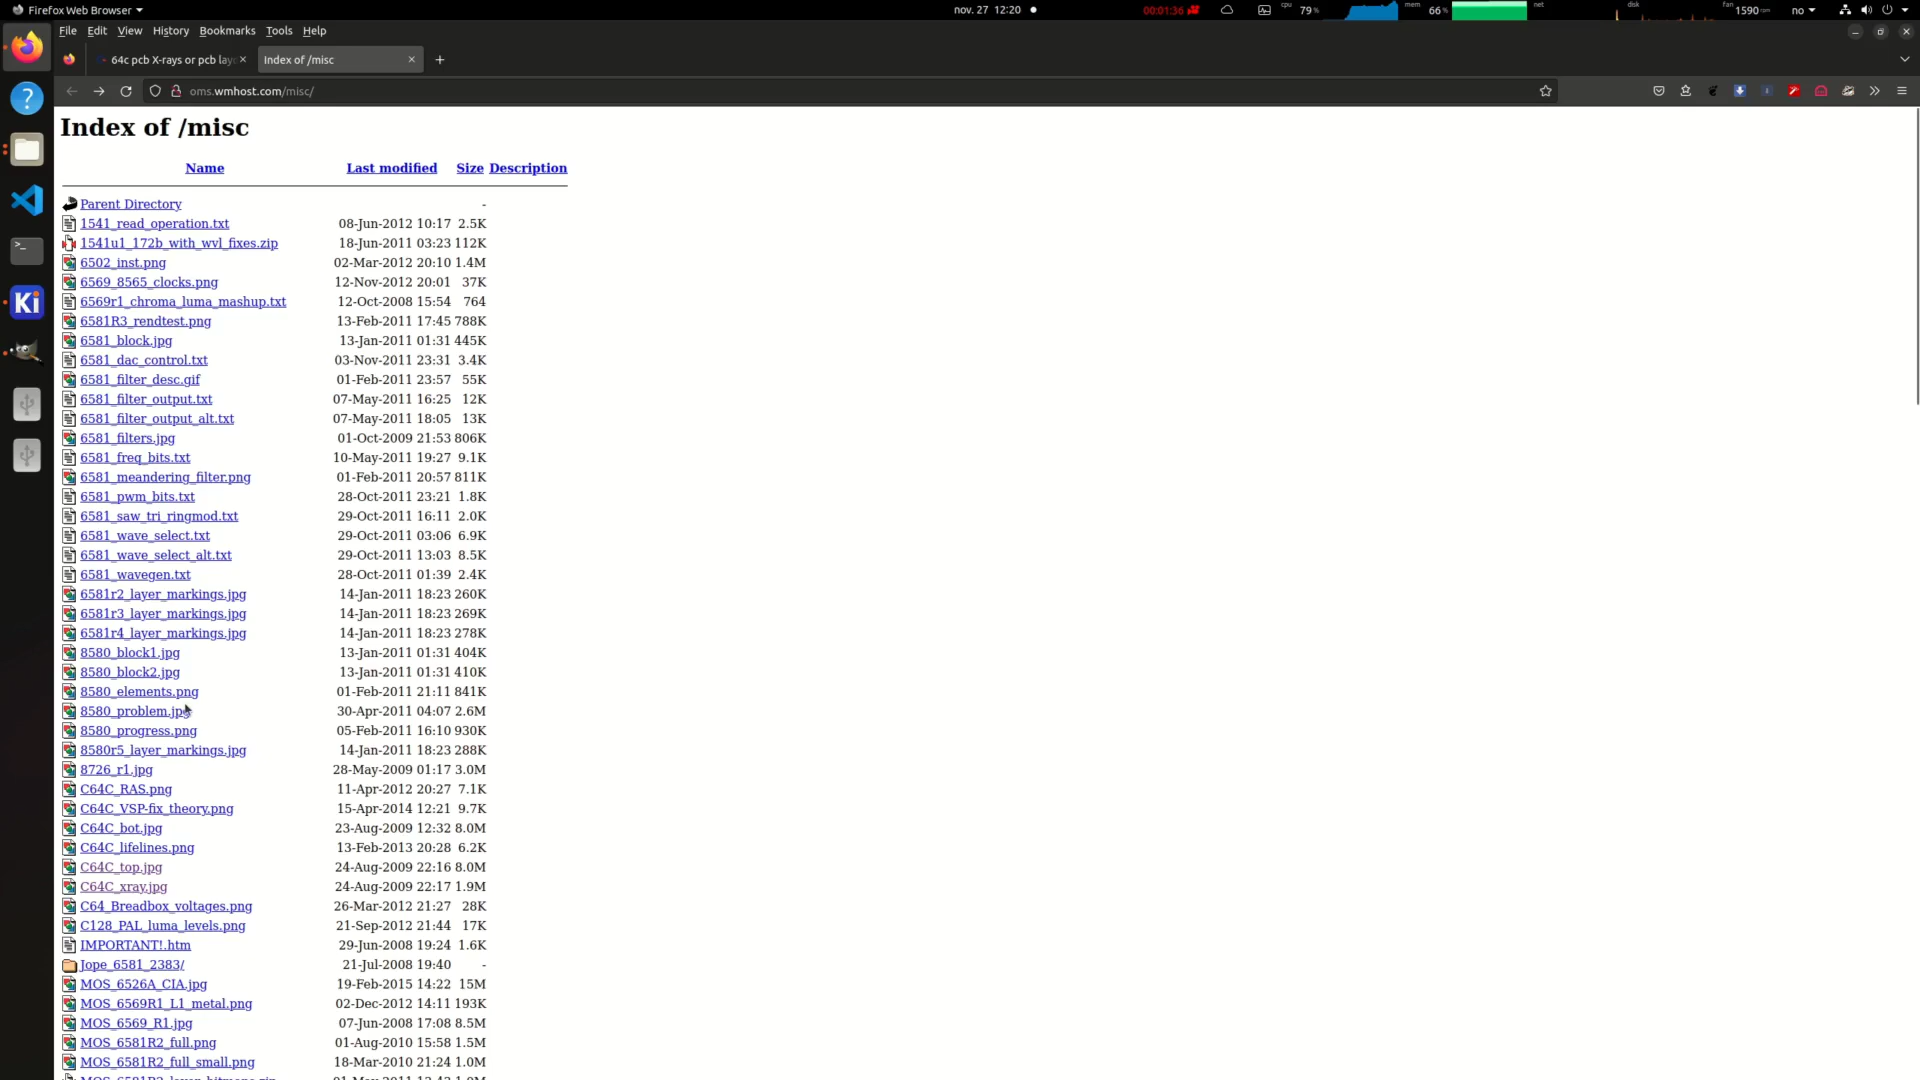 Firefox Web Browser
nov. 27 12:20
00:01:36
cpu 79 %
mem 66 %
net
disk
fan 1590 rpm
no
File Edit View History Bookmarks Tools Help
64c pcb X-rays or pcb lay
Index of /misc
oms.wmhost.com/misc/
Index of /misc
Name Last modified Size Description
Parent Directory -
1541_read_operation.txt 08-Jun-2012 10:17 2.5K
1541u1_172b_with_wvl_fixes.zip 18-Jun-2011 03:23 112K
6502_inst.png 02-Mar-2012 20:10 1.4M
6569_8565_clocks.png 12-Nov-2012 20:01 37K
6569r1_chroma_luma_mashup.txt 12-Oct-2008 15:54 764
6581R3_rendtest.png 13-Feb-2011 17:45 788K
6581_block.jpg 13-Jan-2011 01:31 445K
6581_dac_control.txt 03-Nov-2011 23:31 3.4K
6581_filter_desc.gif 01-Feb-2011 23:57 55K
6581_filter_output.txt 07-May-2011 16:25 12K
6581_filter_output_alt.txt 07-May-2011 18:05 13K
6581_filters.jpg 01-Oct-2009 21:53 806K
6581_freq_bits.txt 10-May-2011 19:27 9.1K
6581_meandering_filter.png 01-Feb-2011 20:57 811K
6581_pwm_bits.txt 28-Oct-2011 23:21 1.8K
6581_saw_tri_ringmod.txt 29-Oct-2011 16:11 2.0K
6581_wave_select.txt 29-Oct-2011 03:06 6.9K
6581_wave_select_alt.txt 29-Oct-2011 13:03 8.5K
6581_wavegen.txt 28-Oct-2011 01:39 2.4K
6581r2_layer_markings.jpg 14-Jan-2011 18:23 260K
6581r3_layer_markings.jpg 14-Jan-2011 18:23 269K
6581r4_layer_markings.jpg 14-Jan-2011 18:23 278K
8580_block1.jpg 13-Jan-2011 01:31 404K
8580_block2.jpg 13-Jan-2011 01:31 410K
8580_elements.png 01-Feb-2011 21:11 841K
8580_problem.jpg 30-Apr-2011 04:07 2.6M
8580_progress.png 05-Feb-2011 16:10 930K
8580r5_layer_markings.jpg 14-Jan-2011 18:23 288K
8726_r1.jpg 28-May-2009 01:17 3.0M
C64C_RAS.png 11-Apr-2012 20:27 7.1K
C64C_VSP-fix_theory.png 15-Apr-2014 12:21 9.7K
C64C_bot.jpg 23-Aug-2009 12:32 8.0M
C64C_lifelines.png 13-Feb-2013 20:28 6.2K
C64C_top.jpg 24-Aug-2009 22:16 8.0M
C64C_xray.jpg 24-Aug-2009 22:17 1.9M
C64_Breadbox_voltages.png 26-Mar-2012 21:27 28K
C128_PAL_luma_levels.png 21-Sep-2012 21:44 17K
IMPORTANT!.htm 29-Jun-2008 19:24 1.6K
Jope_6581_2383/ 21-Jul-2008 19:40 -
MOS_6526A_CIA.jpg 19-Feb-2015 14:22 15M
MOS_6569R1_L1_metal.png 02-Dec-2012 14:11 193K
MOS_6569_R1.jpg 07-Jun-2008 17:08 8.5M
MOS_6581R2_full.png 01-Aug-2010 15:58 1.5M
MOS_6581R2_full_small.png 18-Mar-2010 21:24 1.0M
Ki